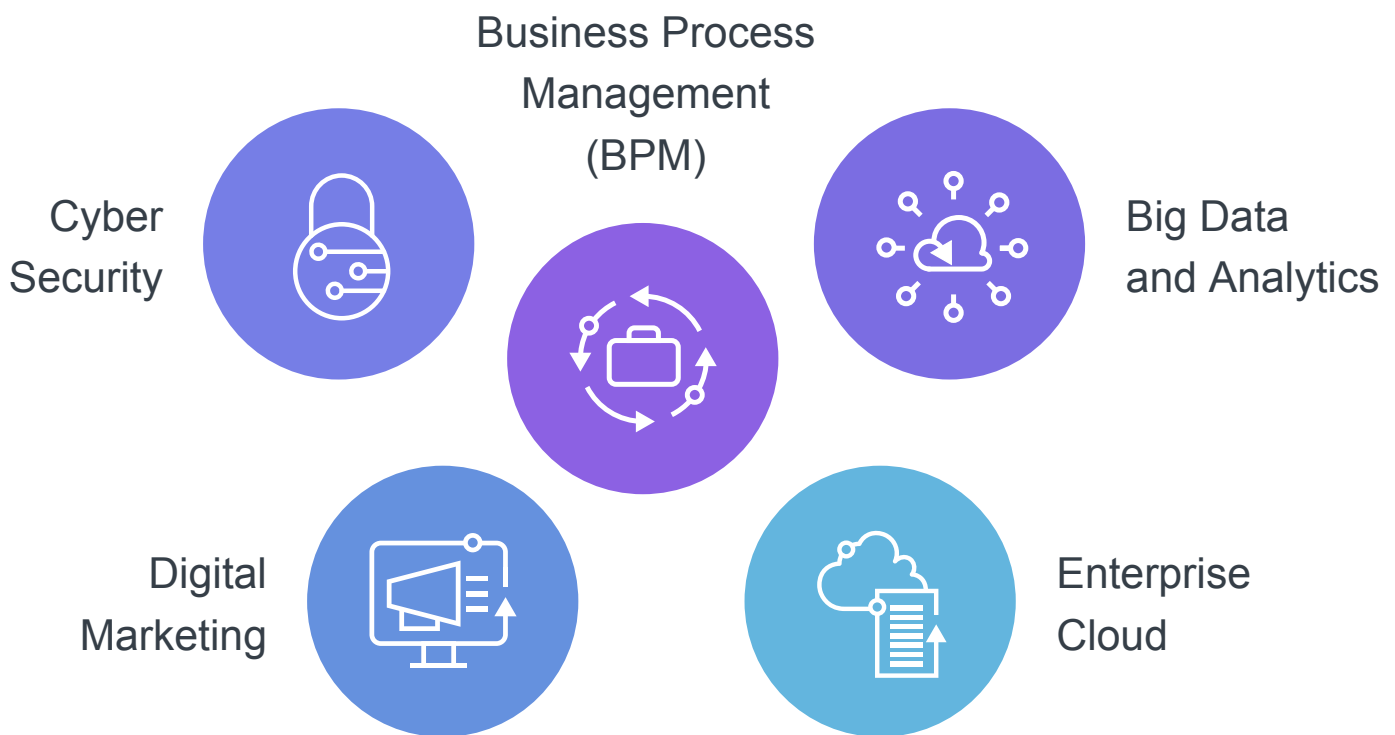 Business Process
Management
(BPM)
Cyber
Security
Big Data
and Analytics
Digital
Marketing
Enterprise
Cloud